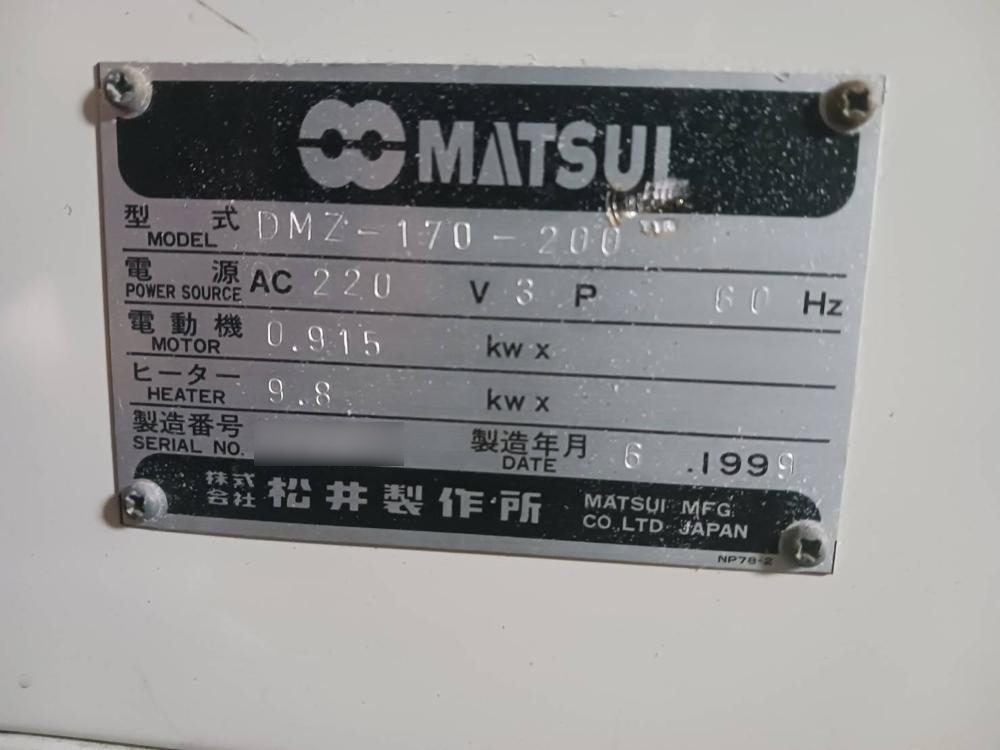 MATSUI
型式 MODEL DMZ-170-200
電源 POWER SOURCE AC 220 V 3 P 60 Hz
電動機 MOTOR 0.915 kw x
ヒーター HEATER 9.8 kw x
製造番号 SERIAL NO. 製造年月 DATE 6 .1999
株式会社 松井製作所 MATSUI MFG CO.,LTD JAPAN
NP78-2